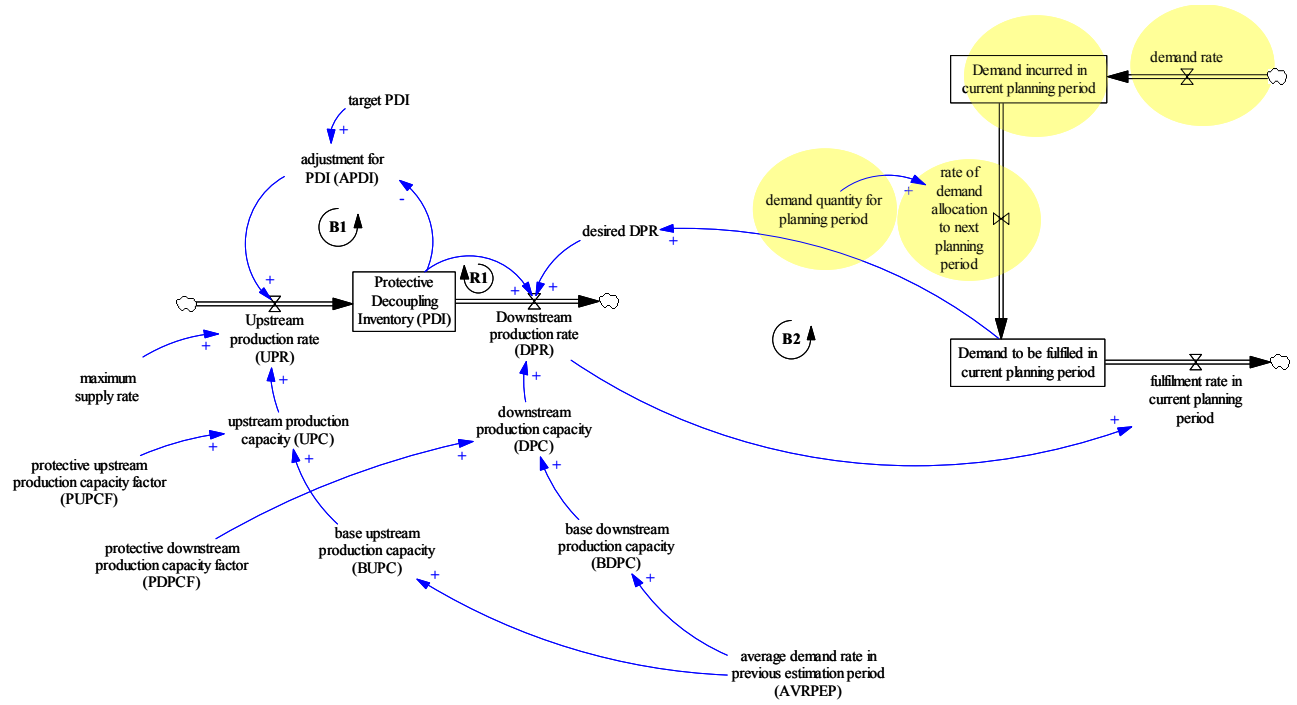 demand rate
Demand incurred in
current planning period
target PDI
+
adjustment for
PDI (APDI)
-
B1
rate of
demand
allocation
to next
planning
period
+
demand quantity for
planning period
desired DPR
+
+
R1
+
+
Protective
Decoupling
Inventory (PDI)
Upstream
production rate
(UPR)
Downstream
production rate
(DPR)
B2
Demand to be fulfiled in
current planning period
fulfilment rate in
current planning
period
+
+
maximum
supply rate
+
+
upstream production
capacity (UPC)
+
downstream
production capacity
(DPC)
+
protective upstream
production capacity factor
(PUPCF)
+
+
protective downstream
production capacity factor
(PDPCF)
base upstream
production capacity
(BUPC)
base downstream
production capacity
(BDPC)
+
+
average demand rate in
previous estimation period
(AVRPEP)